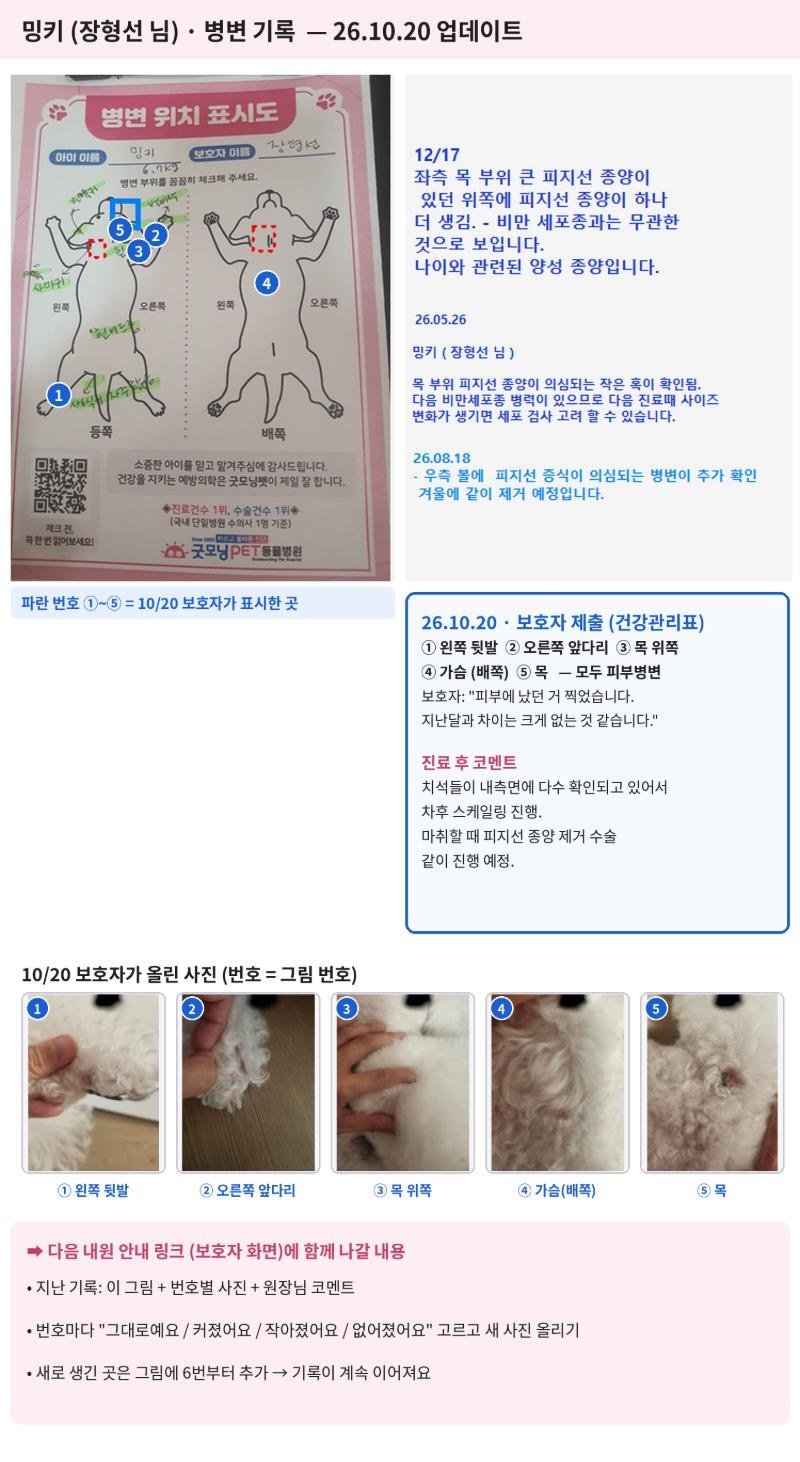 밍키 (장형선 님) · 병변 기록 — 26.10.20 업데이트
병변 위치 표시도
아이 이름 밍키 보호자 이름 장형선
6.7kg
병변 부위를 꼼꼼히 체크해 주세요.
5
2
3
4
사마귀
왼쪽
오른쪽
왼쪽
오른쪽
1
등쪽
배쪽
소중한 아이를 믿고 맡겨주심에 감사드립니다.
건강을 지키는 예방의학은 굿모닝펫이 제일 잘 합니다.
체크 전,
꼭 한 번 읽어보세요!
◈진료건수 1위, 수술건수 1위◈
(국내 단일병원 수의사 1명 기준)
굿모닝PET동물병원
12/17
좌측 목 부위 큰 피지선 종양이
있던 위쪽에 피지선 종양이 하나
더 생김. - 비만 세포종과는 무관한
것으로 보입니다.
나이와 관련된 양성 종양입니다.
26.05.26
밍키 ( 장형선 님 )
목 부위 피지선 종양이 의심되는 작은 혹이 확인됨.
다음 비만세포종 병력이 있으므로 다음 진료때 사이즈
변화가 생기면 세포 검사 고려 할 수 있습니다.
26.08.18
- 우측 볼에 피지선 증식이 의심되는 병변이 추가 확인
겨울에 같이 제거 예정입니다.
파란 번호 ①~⑤ = 10/20 보호자가 표시한 곳
26.10.20 · 보호자 제출 (건강관리표)
① 왼쪽 뒷발 ② 오른쪽 앞다리 ③ 목 위쪽
④ 가슴 (배쪽) ⑤ 목 — 모두 피부병변
보호자: "피부에 났던 거 찍었습니다.
지난달과 차이는 크게 없는 것 같습니다."
진료 후 코멘트
치석들이 내측면에 다수 확인되고 있어서
차후 스케일링 진행.
마취할 때 피지선 종양 제거 수술
같이 진행 예정.
10/20 보호자가 올린 사진 (번호 = 그림 번호)
1
2
3
4
5
① 왼쪽 뒷발
② 오른쪽 앞다리
③ 목 위쪽
④ 가슴(배쪽)
⑤ 목
➡ 다음 내원 안내 링크 (보호자 화면)에 함께 나갈 내용
• 지난 기록: 이 그림 + 번호별 사진 + 원장님 코멘트
• 번호마다 "그대로예요 / 커졌어요 / 작아졌어요 / 없어졌어요" 고르고 새 사진 올리기
• 새로 생긴 곳은 그림에 6번부터 추가 → 기록이 계속 이어져요